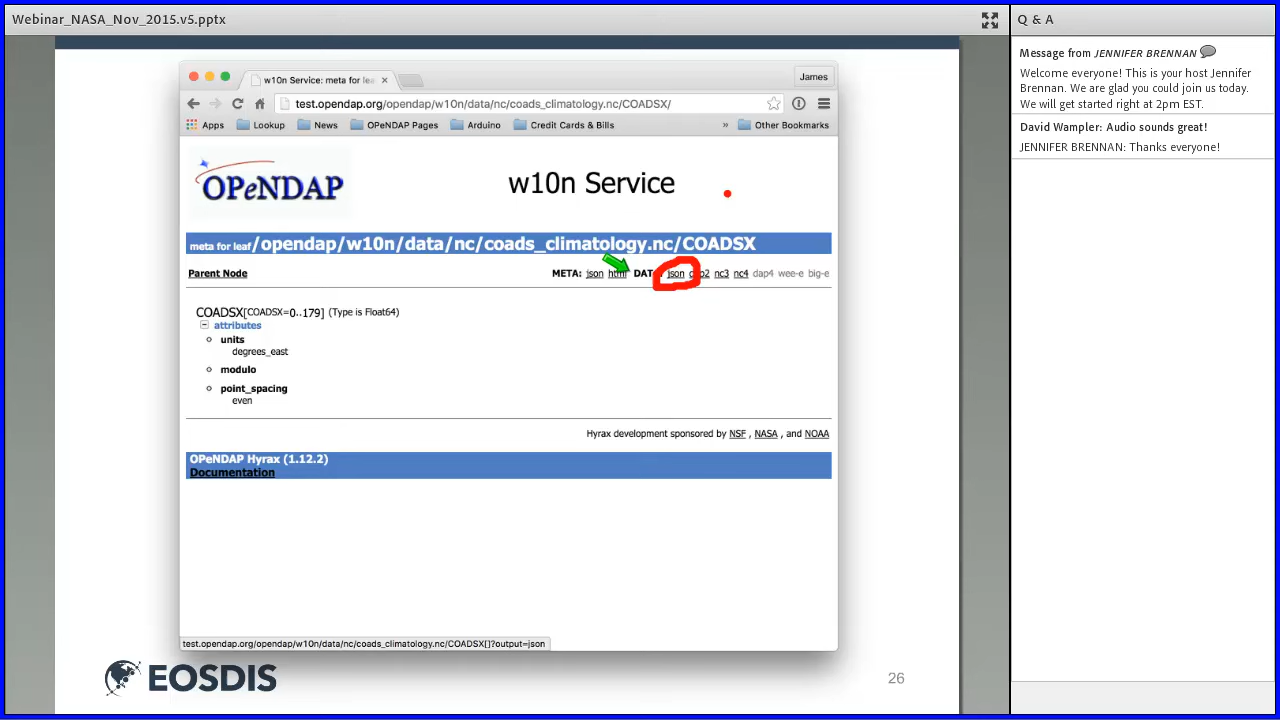 Webinar_NASA_Nov_2015.v5.pptx
w10n Service: meta for lea
James
test.opendap.org/opendap/w10n/data/nc/coads_climatology.nc/COADSX/
Apps Lookup News OPeNDAP Pages Arduino Credit Cards & Bills » Other Bookmarks
OPeNDAP
w10n Service
meta for leaf/opendap/w10n/data/nc/coads_climatology.nc/COADSX
Parent Node META: json html DAT json nc3 nc4 dap4 wee-e big-e
COADSX[COADSX=0..179] (Type is Float64)
attributes
units
degrees_east
modulo
point_spacing
even
Hyrax development sponsored by NSF , NASA , and NOAA
OPeNDAP Hyrax (1.12.2)
Documentation
test.opendap.org/opendap/w10n/data/nc/coads_climatology.nc/COADSX[]?output=json
EOSDIS
26
Q & A
Message from JENNIFER BRENNAN
Welcome everyone! This is your host Jennifer
Brennan. We are glad you could join us today.
We will get started right at 2pm EST.
David Wampler: Audio sounds great!
JENNIFER BRENNAN: Thanks everyone!